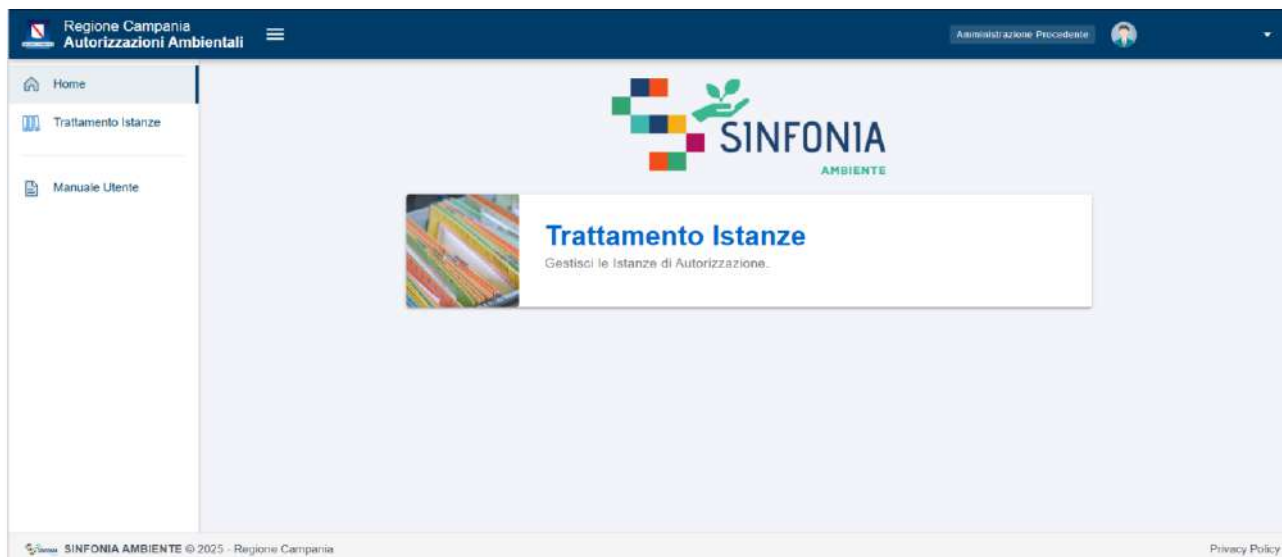 Regione Campania
Autorizzazioni Ambientali
Amministrazione Procedente
Home
Trattamento Istanze
Manuale Utente
SINFONIA
AMBIENTE
Trattamento Istanze
Gestisci le Istanze di Autorizzazione.
SINFONIA AMBIENTE © 2025 - Regione Campania
Privacy Policy